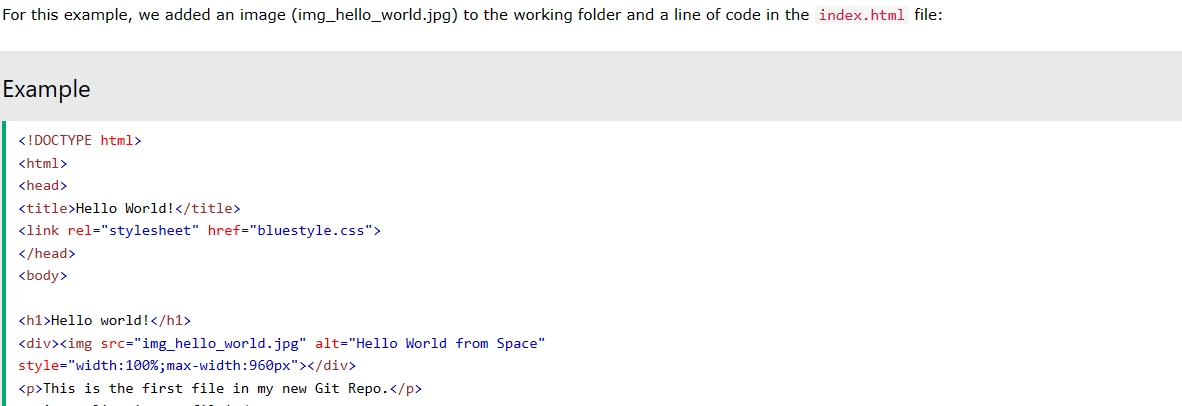 For this example, we added an image (img_hello_world.jpg) to the working folder and a line of code in the index.html file:
Example
<!DOCTYPE html>
<html>
<head>
<title>Hello World!</title>
<link rel="stylesheet" href="bluestyle.css">
</head>
<body>
<h1>Hello world!</h1>
<div><img src="img_hello_world.jpg" alt="Hello World from Space"
style="width:100%;max-width:960px"></div>
<p>This is the first file in my new Git Repo.</p>